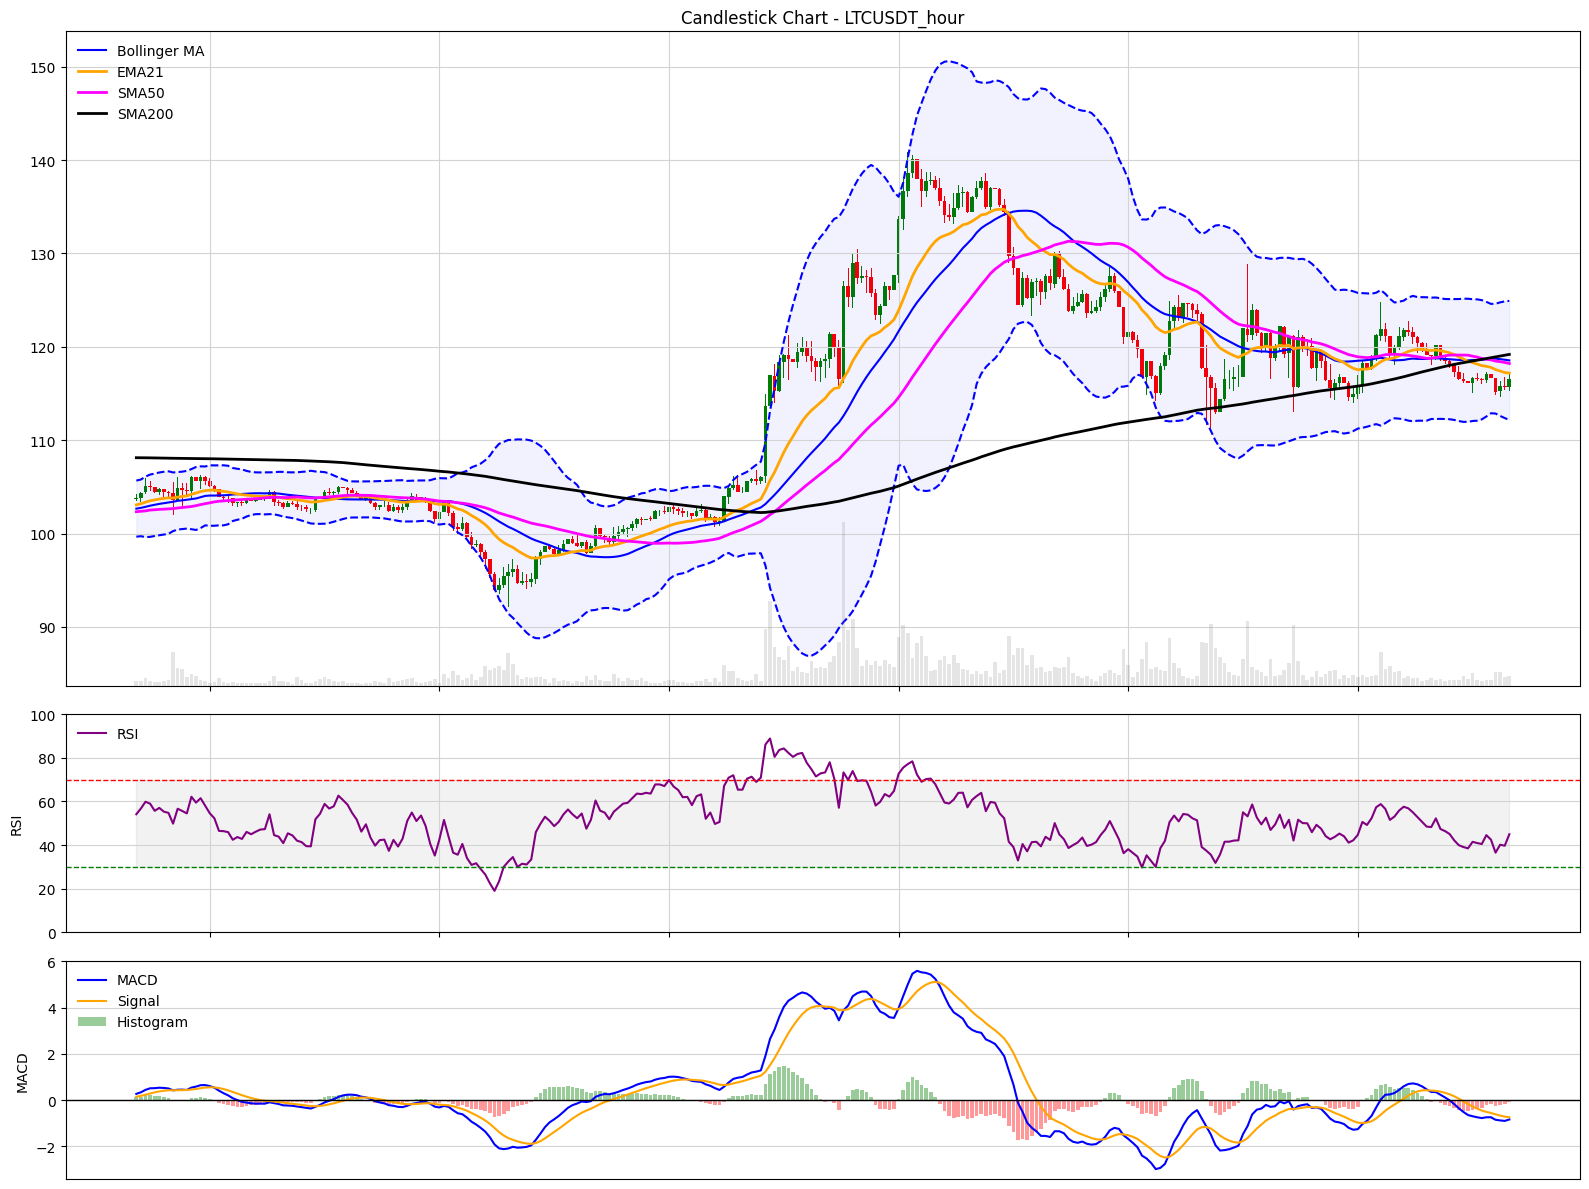 Candlestick Chart - LTCUSDT_hour
Bollinger MA
EMA21
SMA50
SMA200
150
140
130
120
110
100
90
RSI
100
80
60
40
20
0
RSI
MACD
Signal
Histogram
6
4
2
0
−2
MACD